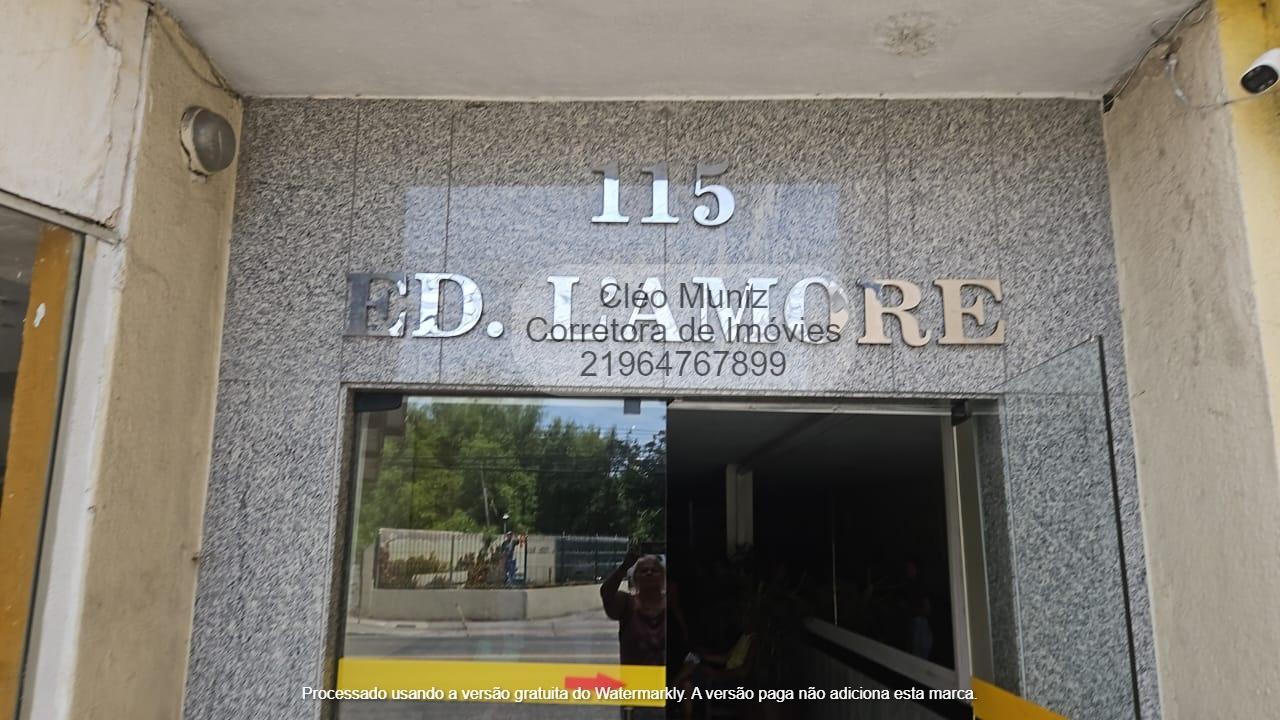 115
ED. L'AMORE
Cléo Muniz
Corretora de Imóvies
21964767899
Processado usando a versão gratuita do Watermarkly. A versão paga não adiciona esta marca.